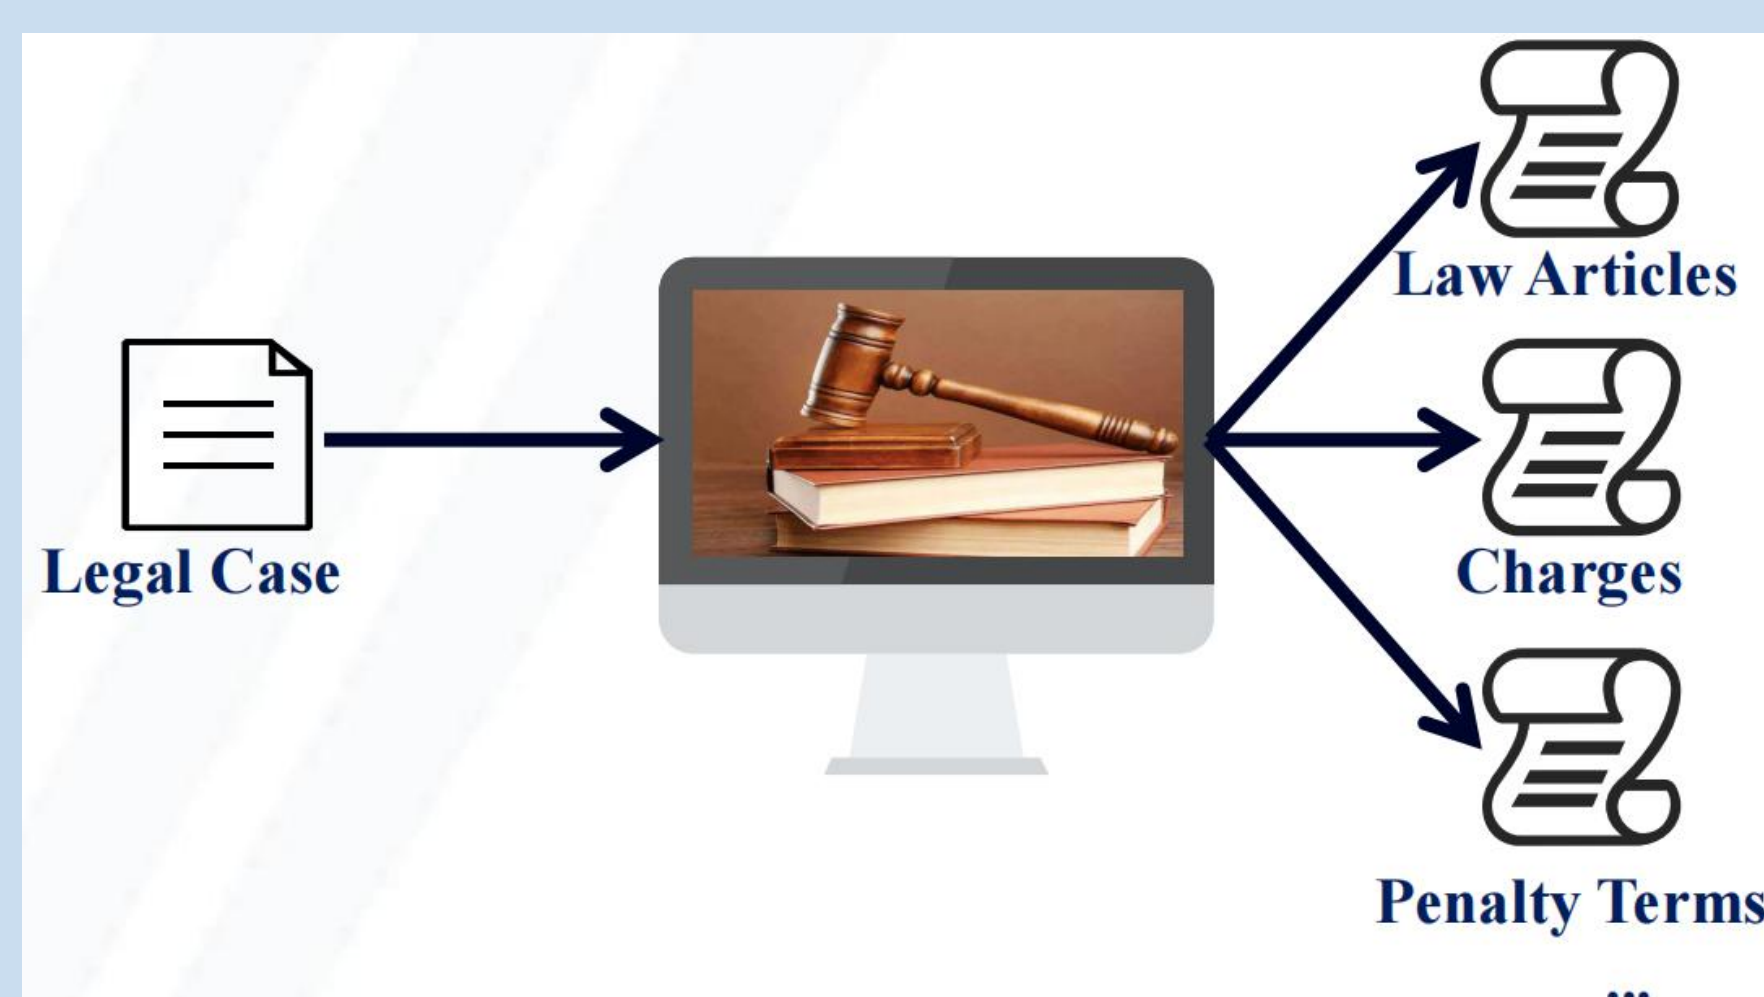 Law Articles
Legal Case
Charges
Penalty Terms
...